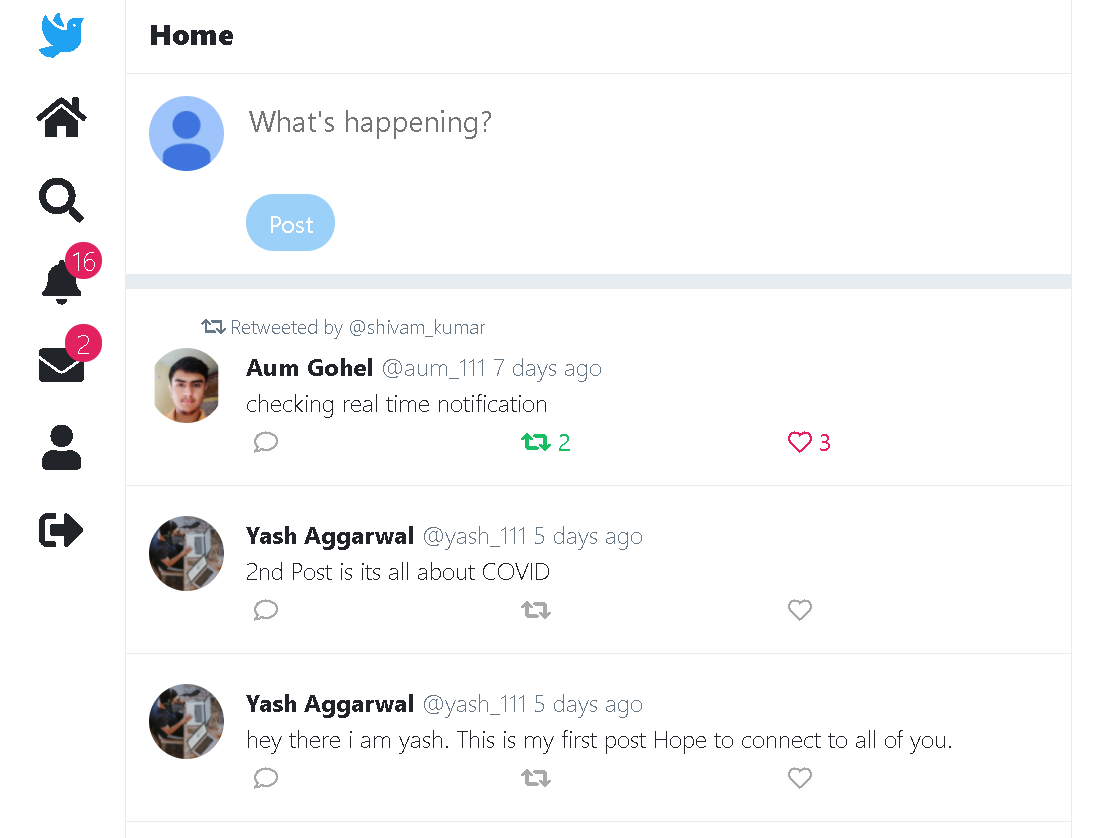 Home
What's happening?
Post
16
2
Retweeted by @shivam_kumar
Aum Gohel @aum_111 7 days ago
checking real time notification
2 3
Yash Aggarwal @yash_111 5 days ago
2nd Post is its all about COVID
Yash Aggarwal @yash_111 5 days ago
hey there i am yash. This is my first post Hope to connect to all of you.